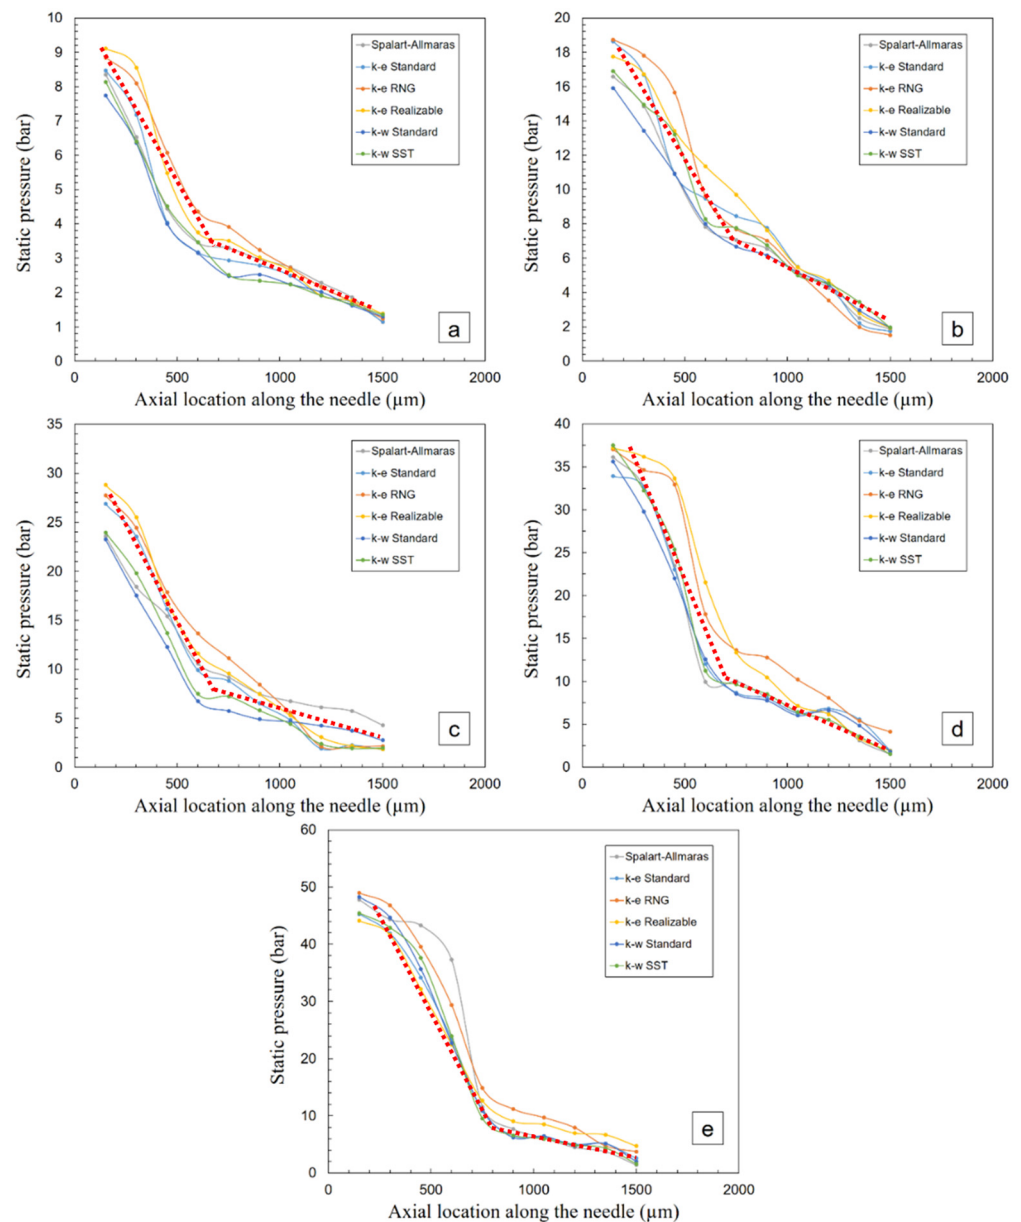 10
9
8
7
6
5
4
3
2
1
0
Static pressure (bar)
Spalart-Allmaras
k-e Standard
k-e RNG
k-e Realizable
k-w Standard
k-w SST
a
0 500 1000 1500 2000
Axial location along the needle (µm)
20
18
16
14
12
10
8
6
4
2
0
Static pressure (bar)
Spalart-Allmaras
k-e Standard
k-e RNG
k-e Realizable
k-w Standard
k-w SST
b
0 500 1000 1500 2000
Axial location along the needle (µm)
35
30
25
20
15
10
5
0
Static pressure (bar)
Spalart-Allmaras
k-e Standard
k-e RNG
k-e Realizable
k-w Standard
k-w SST
c
0 500 1000 1500 2000
Axial location along the needle (µm)
40
35
30
25
20
15
10
5
0
Static pressure (bar)
Spalart-Allmaras
k-e Standard
k-e RNG
k-e Realizable
k-w Standard
k-w SST
d
0 500 1000 1500 2000
Axial location along the needle (µm)
60
50
40
30
20
10
0
Static pressure (bar)
Spalart-Allmaras
k-e Standard
k-e RNG
k-e Realizable
k-w Standard
k-w SST
e
0 500 1000 1500 2000
Axial location along the needle (µm)